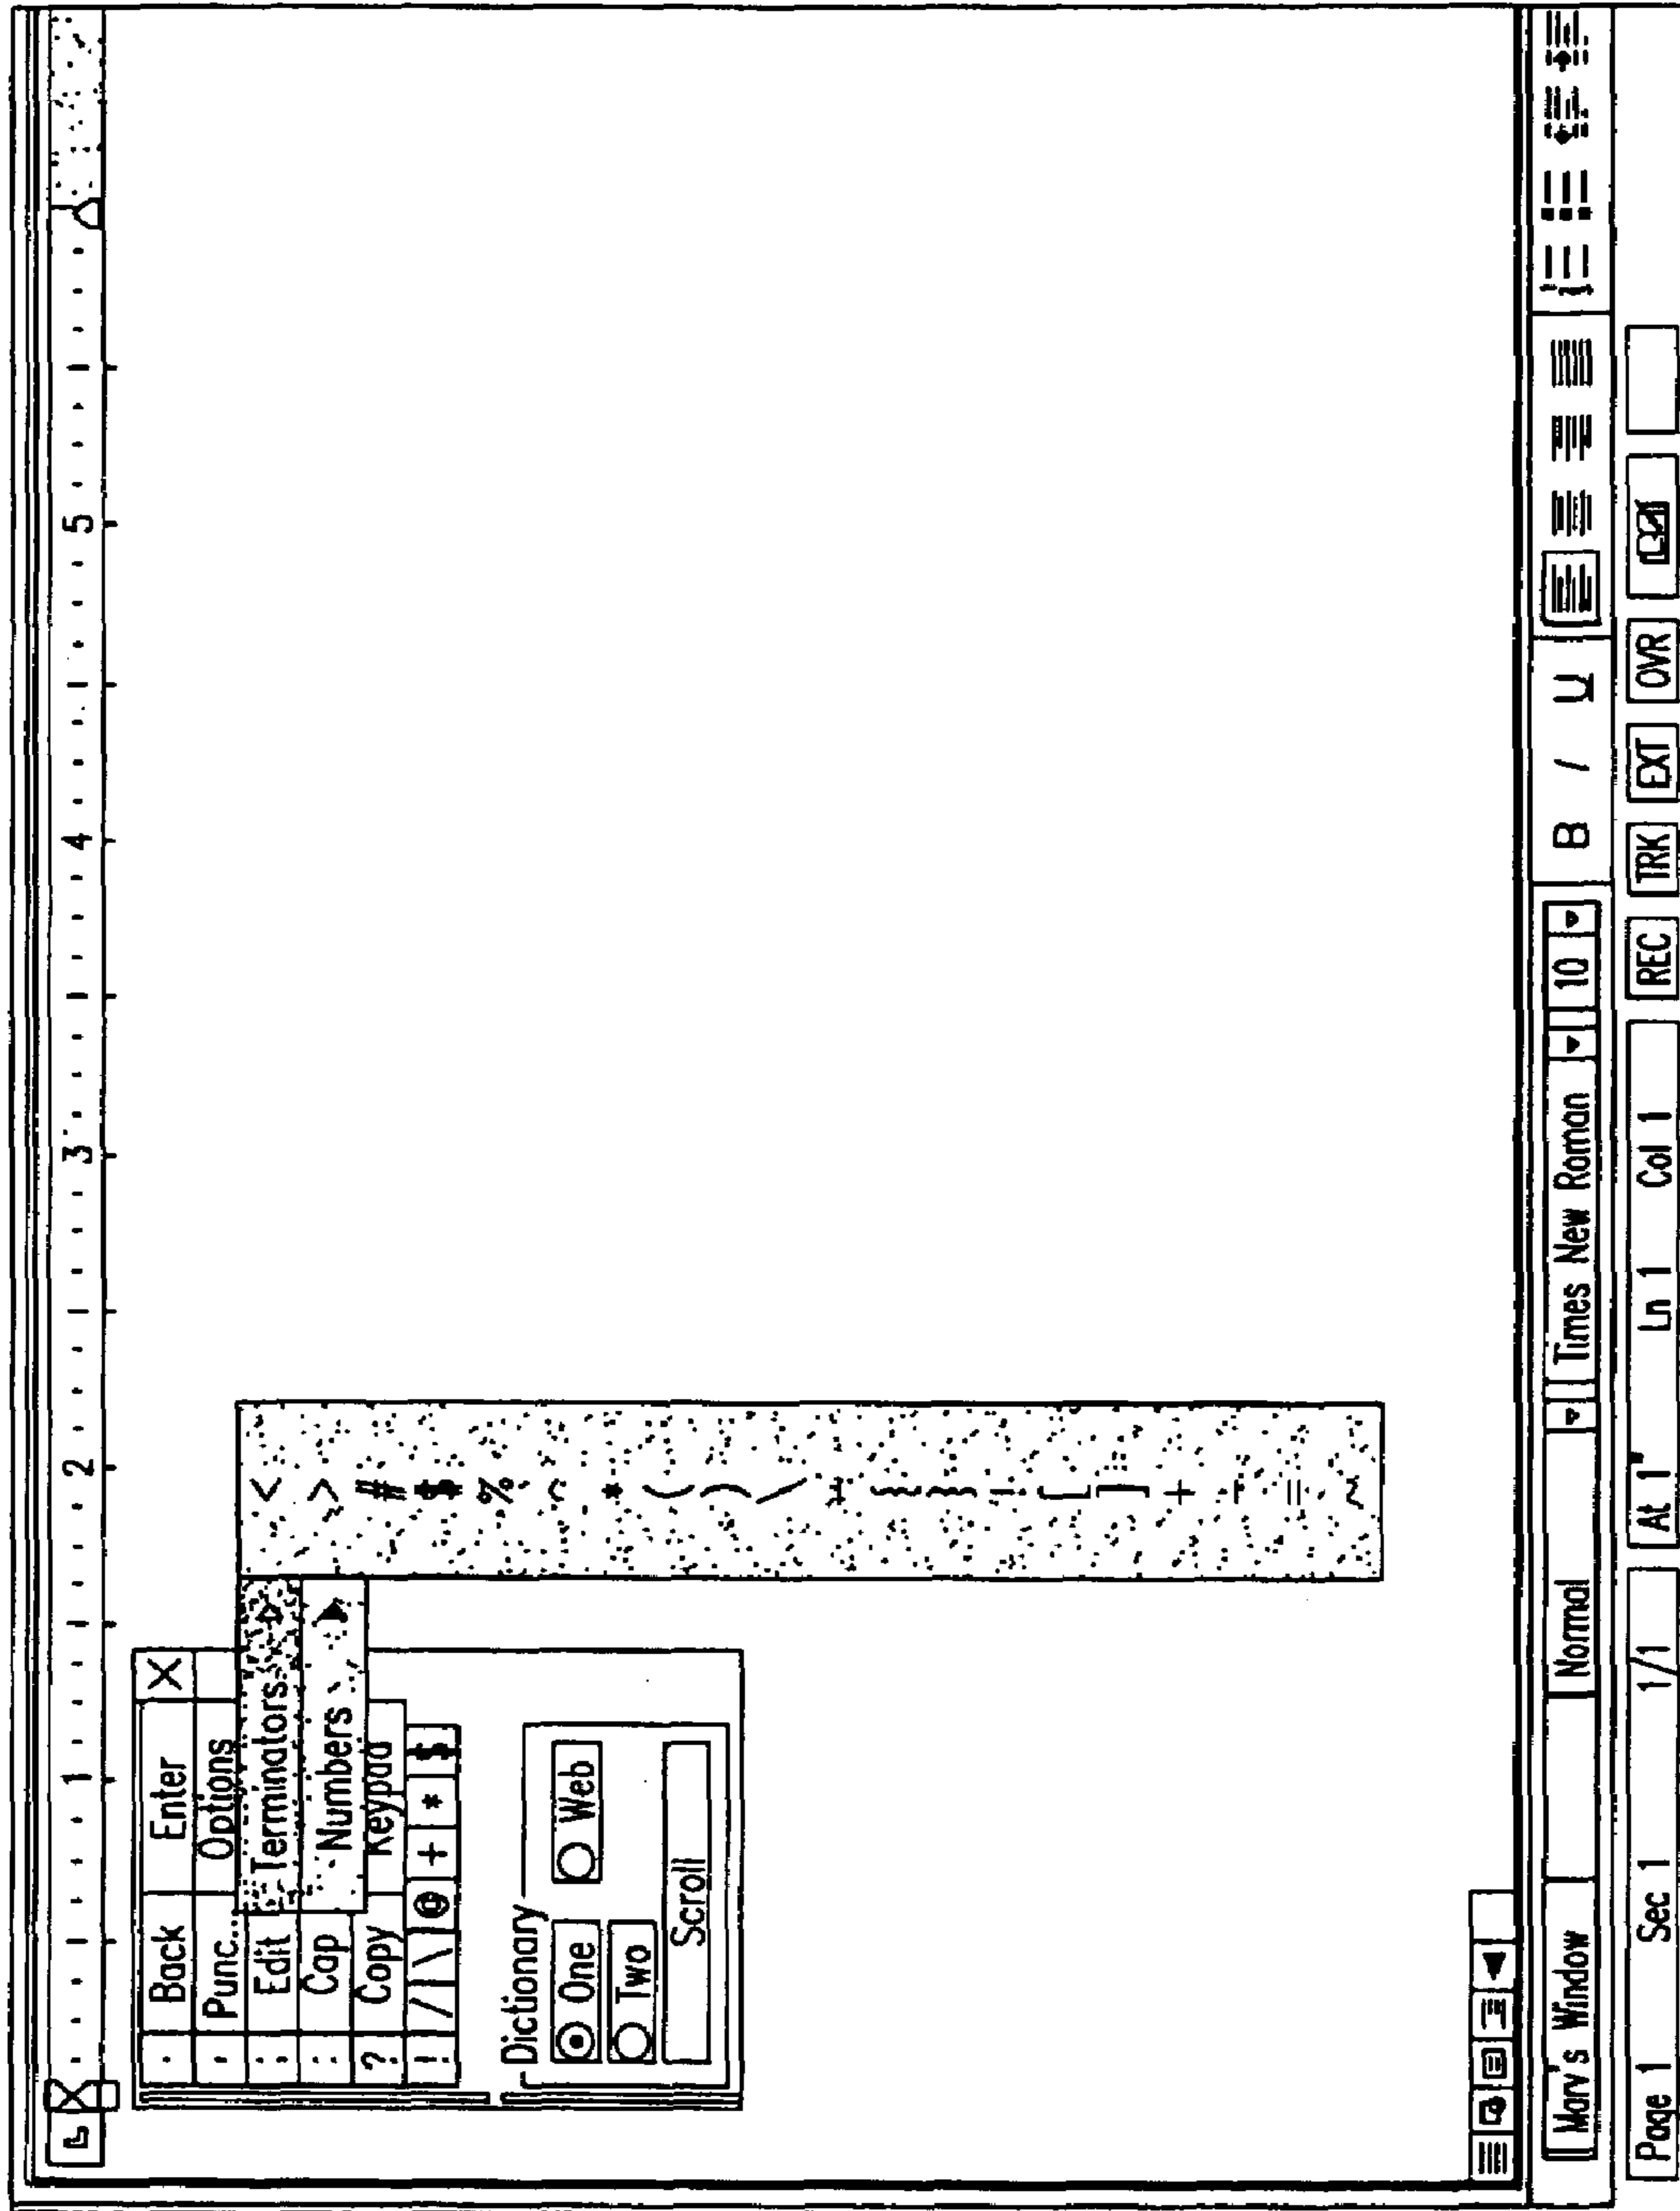 L 1 2 3 4 5
. Back Enter X
, Punc... Options
; Edit Terminators
: Cap Numbers
? Copy Keypad
! / \ @ + * $
<
>
#
$
%
*
(
)
/
{
}
[
]
+
=
~
Dictionary
One Web
Two
Scroll
Marv's Window Normal Times New Roman 10 B / U
Page 1 Sec 1 1/1 At 1" Ln 1 Col 1 REC TRK EXT OVR